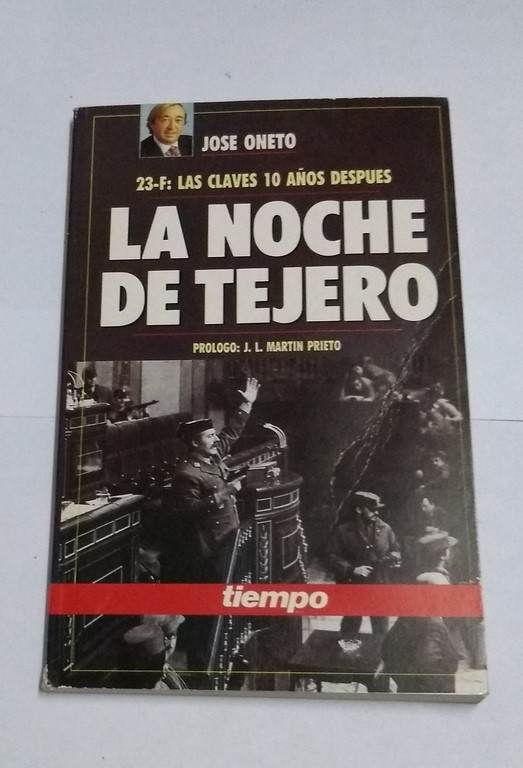 JOSE ONETO
23-F: LAS CLAVES 10 AÑOS DESPUES
LA NOCHE
DE TEJERO
PROLOGO: J. L. MARTIN PRIETO
tiempo